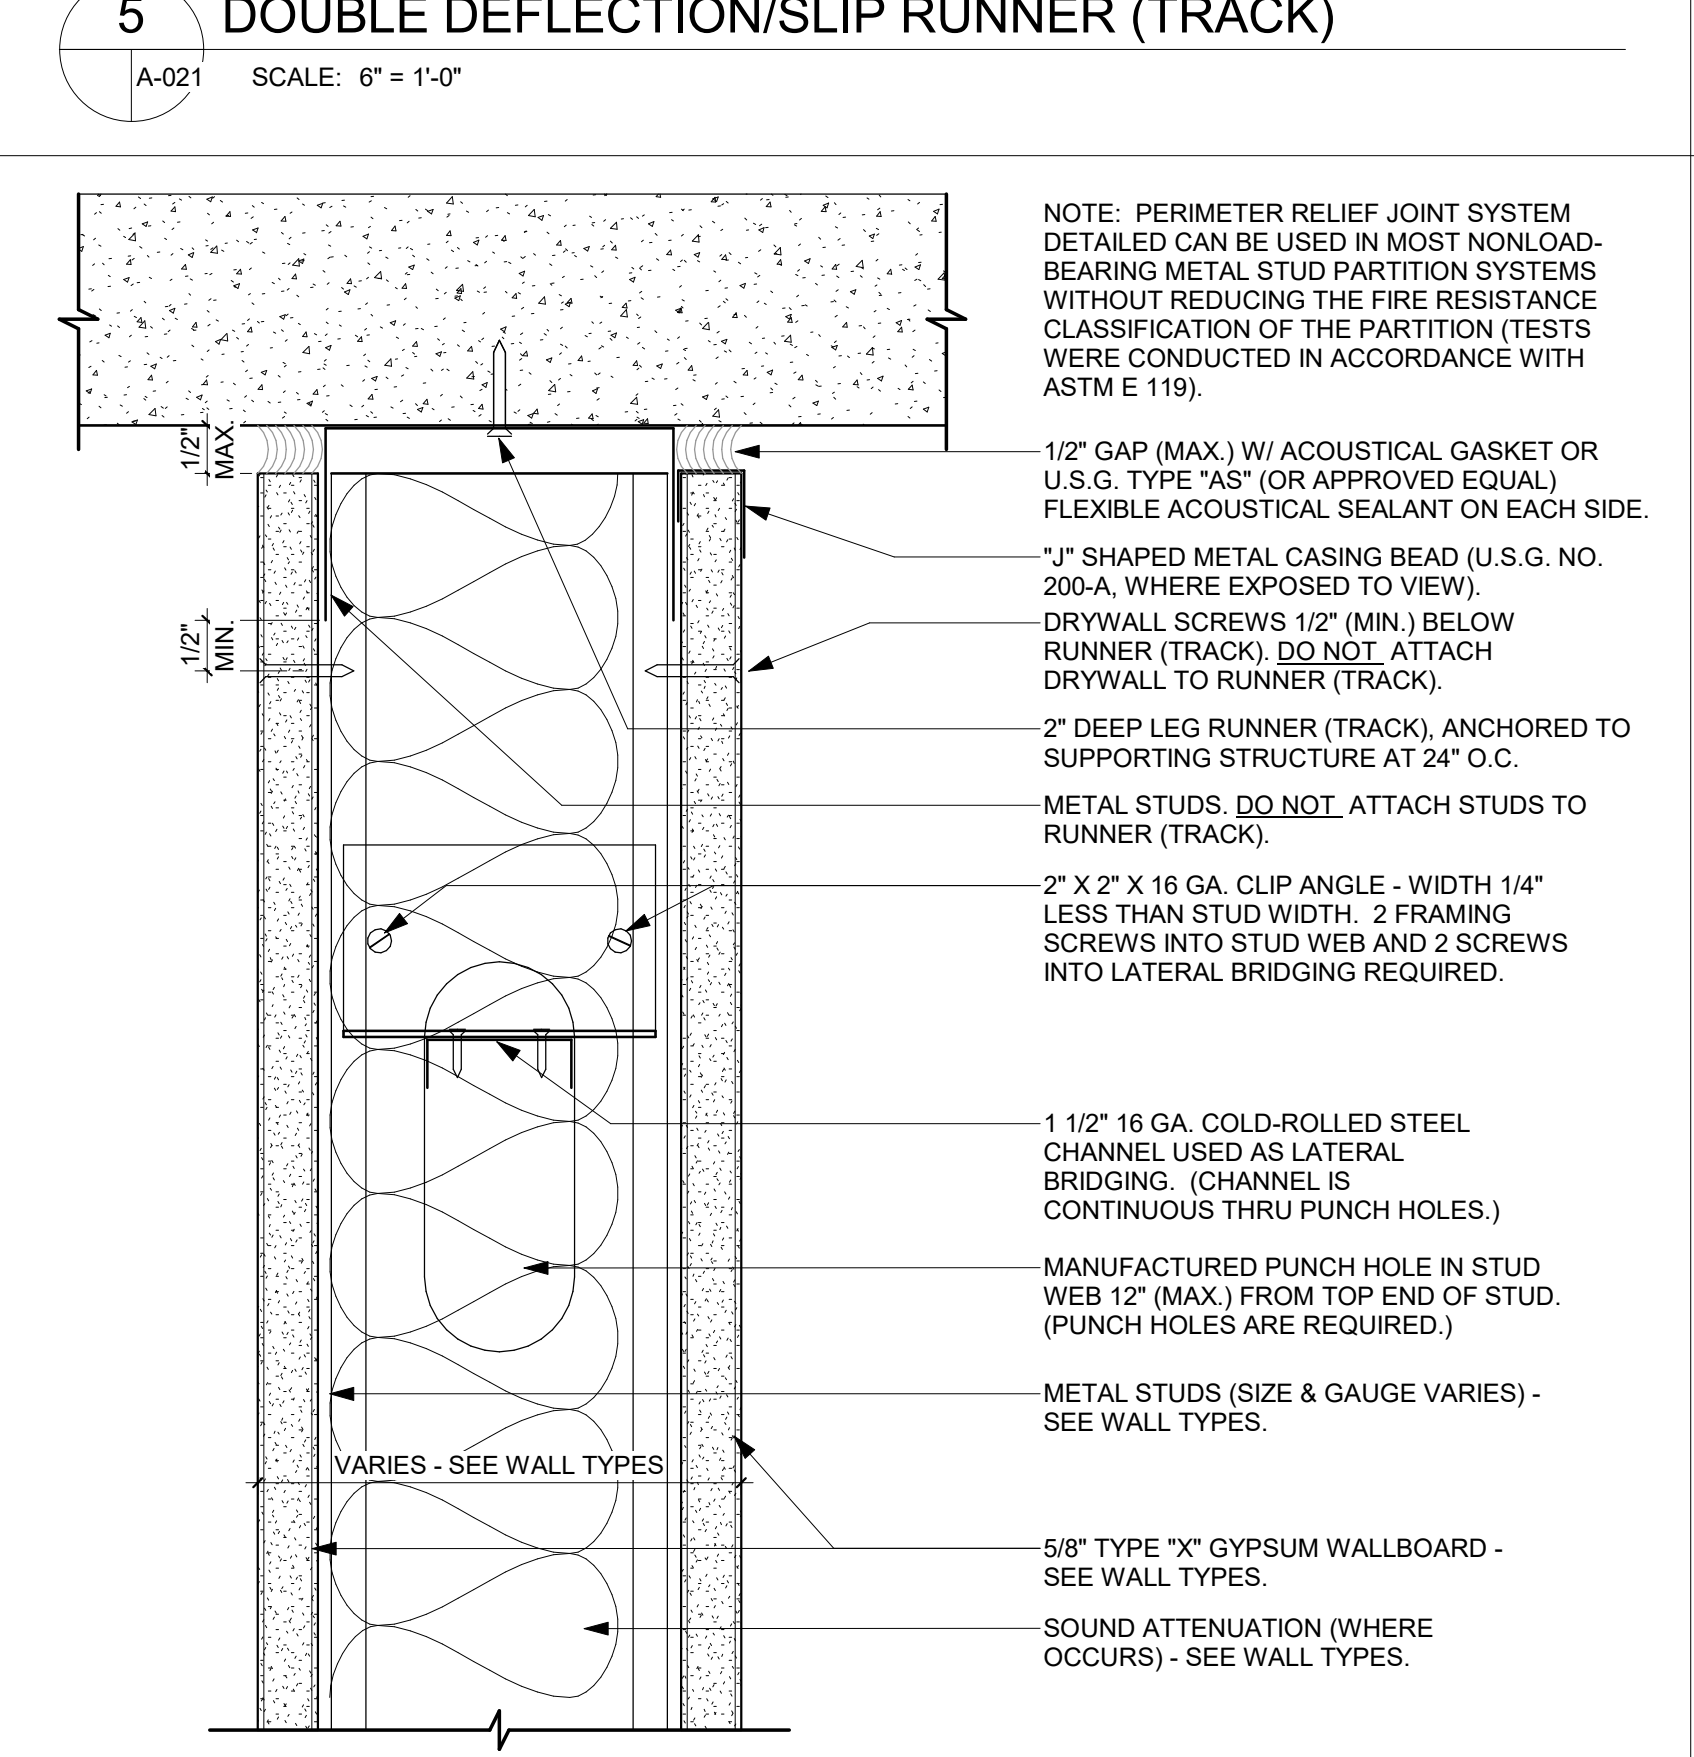 5 DOUBLE DEFLECTION/SLIP RUNNER (TRACK)
A-021 SCALE: 6" = 1'-0"
NOTE: PERIMETER RELIEF JOINT SYSTEM
DETAILED CAN BE USED IN MOST NONLOAD-
BEARING METAL STUD PARTITION SYSTEMS
WITHOUT REDUCING THE FIRE RESISTANCE
CLASSIFICATION OF THE PARTITION (TESTS
WERE CONDUCTED IN ACCORDANCE WITH
ASTM E 119).
1/2"
MAX.
1/2" GAP (MAX.) W/ ACOUSTICAL GASKET OR
U.S.G. TYPE "AS" (OR APPROVED EQUAL)
FLEXIBLE ACOUSTICAL SEALANT ON EACH SIDE.
"J" SHAPED METAL CASING BEAD (U.S.G. NO.
200-A, WHERE EXPOSED TO VIEW).
1/2"
MIN.
DRYWALL SCREWS 1/2" (MIN.) BELOW
RUNNER (TRACK). DO NOT ATTACH
DRYWALL TO RUNNER (TRACK).
2" DEEP LEG RUNNER (TRACK), ANCHORED TO
SUPPORTING STRUCTURE AT 24" O.C.
METAL STUDS. DO NOT ATTACH STUDS TO
RUNNER (TRACK).
2" X 2" X 16 GA. CLIP ANGLE - WIDTH 1/4"
LESS THAN STUD WIDTH. 2 FRAMING
SCREWS INTO STUD WEB AND 2 SCREWS
INTO LATERAL BRIDGING REQUIRED.
1 1/2" 16 GA. COLD-ROLLED STEEL
CHANNEL USED AS LATERAL
BRIDGING. (CHANNEL IS
CONTINUOUS THRU PUNCH HOLES.)
MANUFACTURED PUNCH HOLE IN STUD
WEB 12" (MAX.) FROM TOP END OF STUD.
(PUNCH HOLES ARE REQUIRED.)
METAL STUDS (SIZE & GAUGE VARIES) -
SEE WALL TYPES.
VARIES - SEE WALL TYPES
5/8" TYPE "X" GYPSUM WALLBOARD -
SEE WALL TYPES.
SOUND ATTENUATION (WHERE
OCCURS) - SEE WALL TYPES.